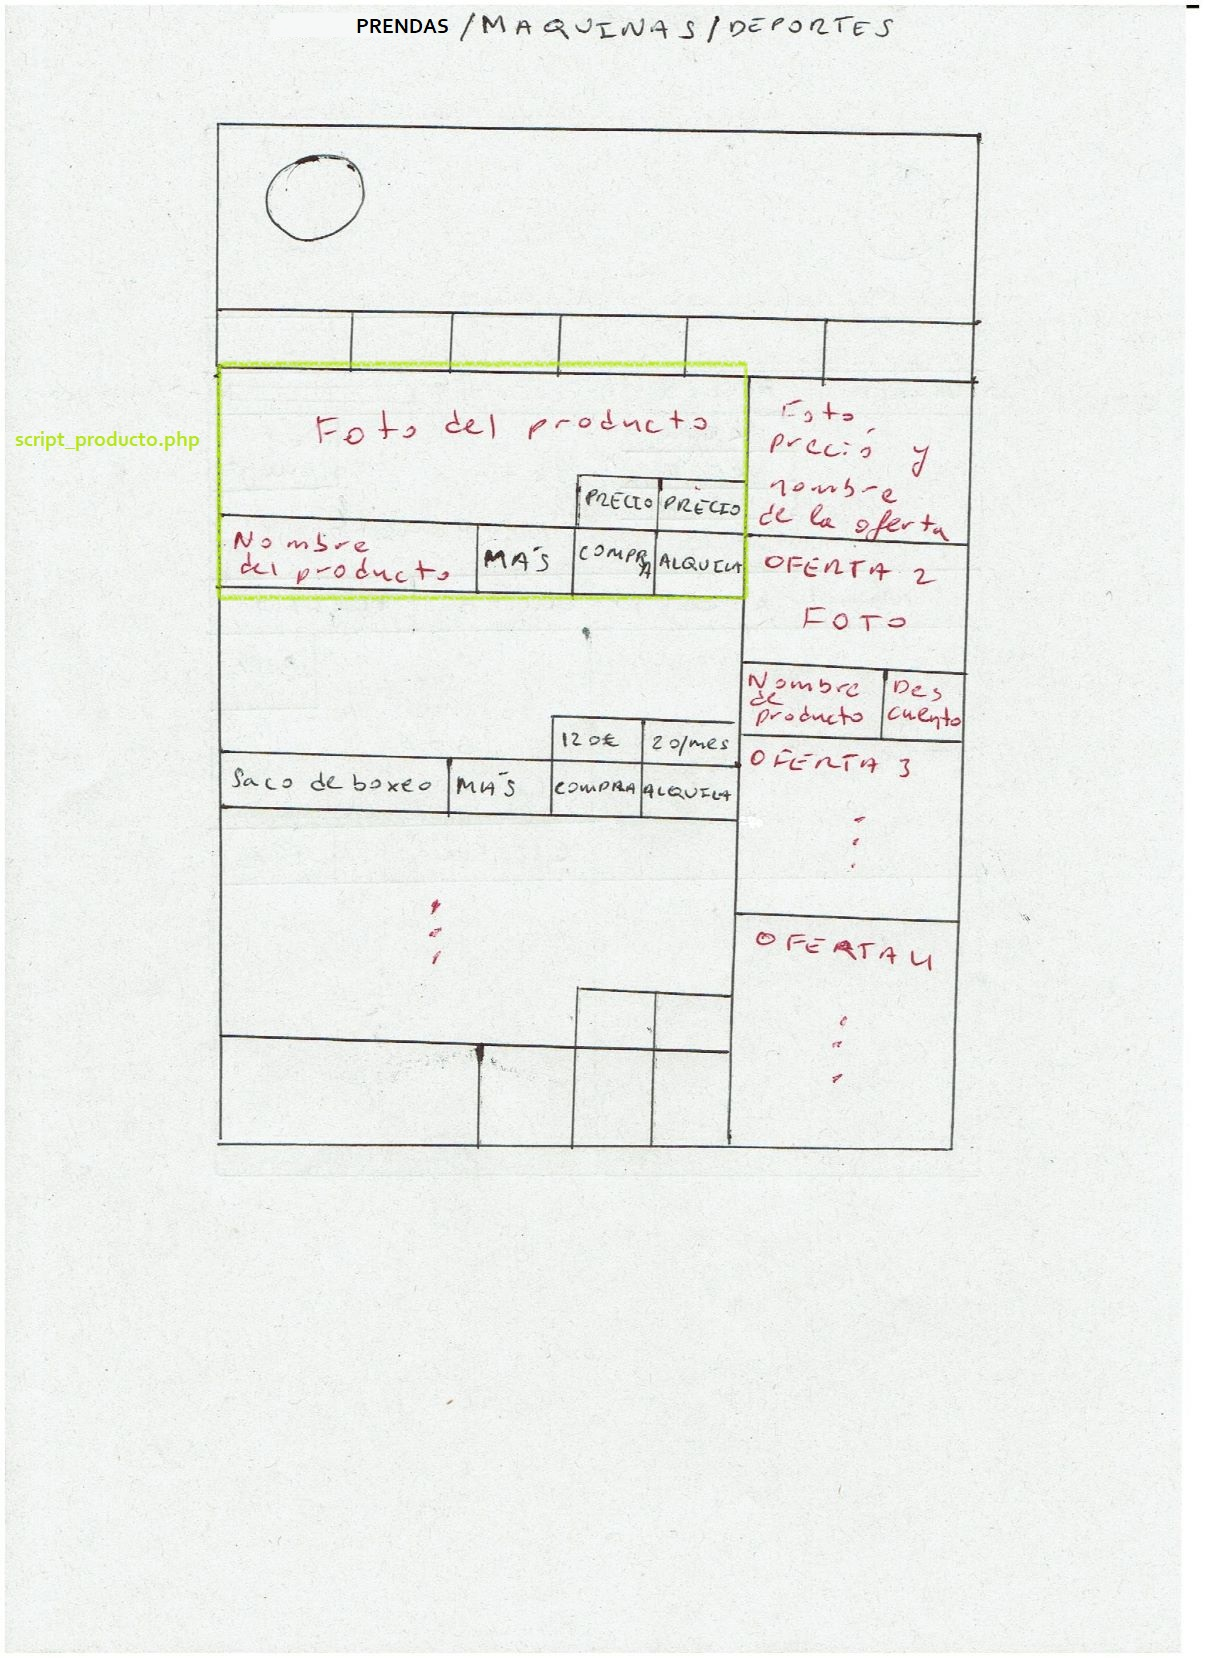 PRENDAS /MAQUINAS/DEPORTES
script_producto.php
Foto del producto
PRECIO PRECIO
Nombre
del producto
MÁS
COMPRA
ALQUILA
Foto,
precio y
nombre
de la oferta
OFERTA 2
FOTO
Nombre
de
producto
Des
cuento
120€ 20/mes
Saco de boxeo MÁS COMPRA ALQUILA
OFERTA 3
OFERTA 4